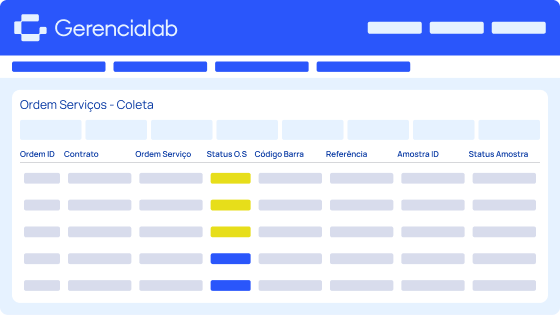 Gerencialab
Ordem Serviços - Coleta
Ordem ID Contrato Ordem Serviço Status O.S Código Barra Referência Amostra ID Status Amostra